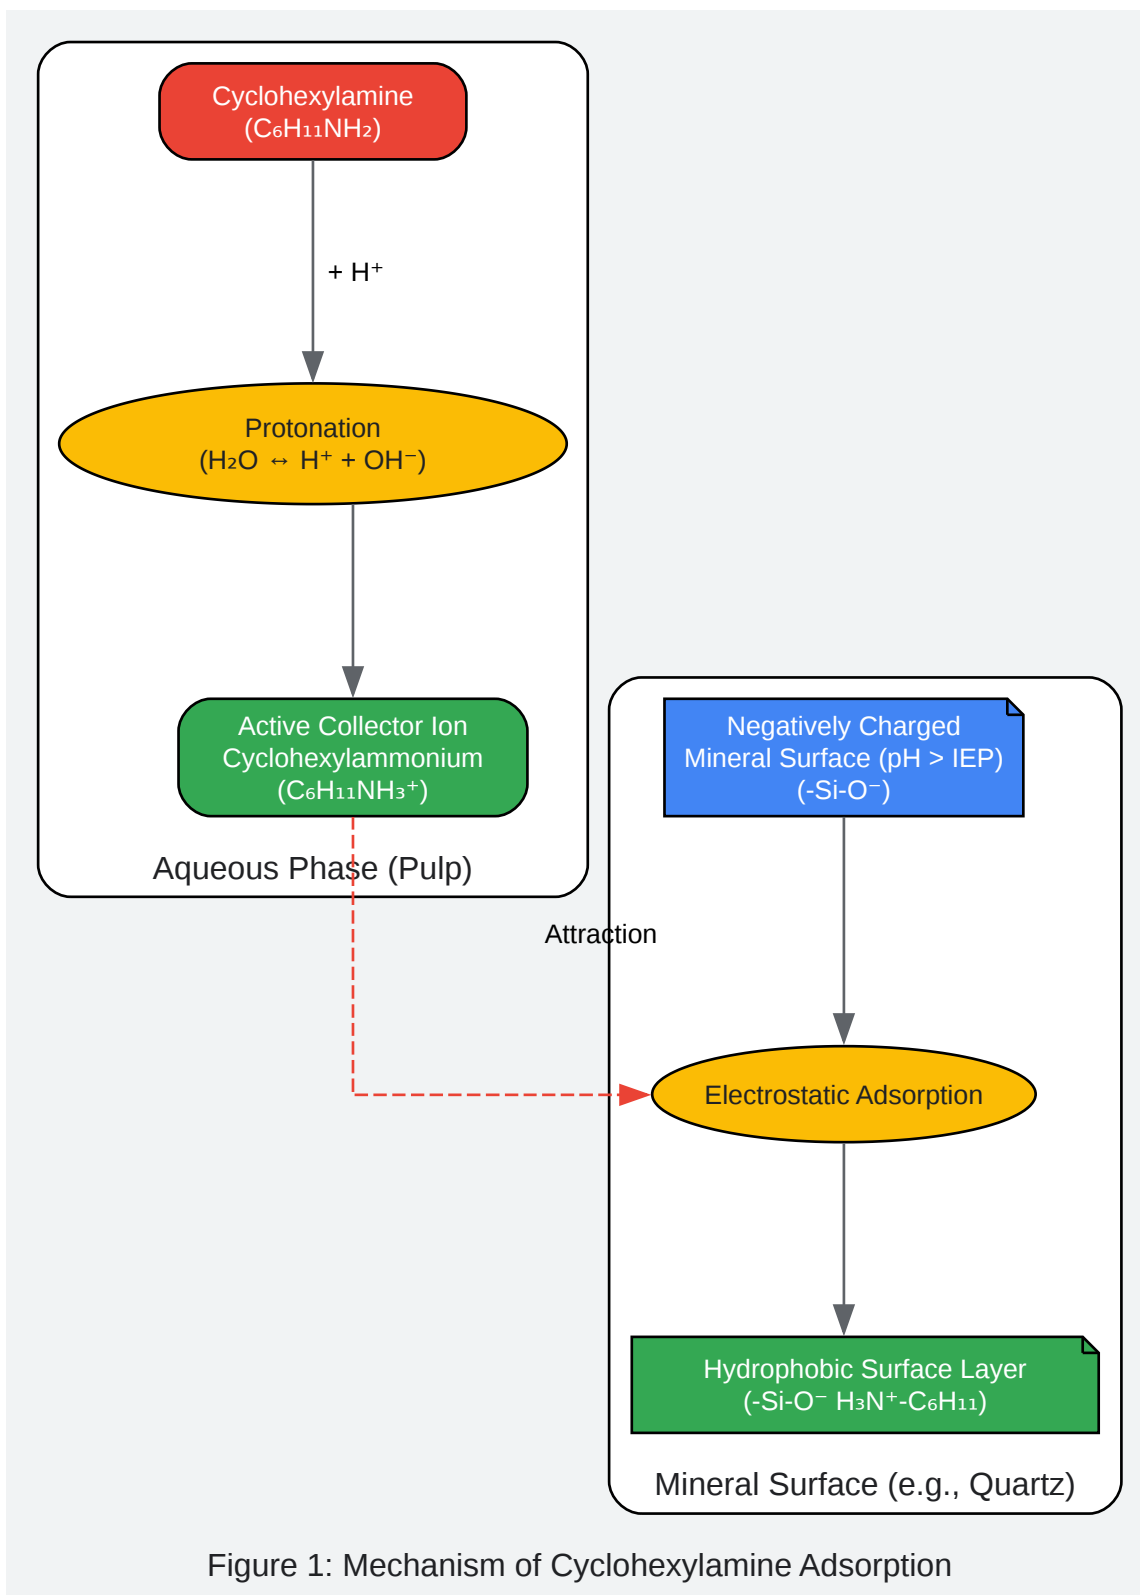 Cyclohexylamine
(C₆H₁₁NH₂)
+ H⁺
Protonation
(H₂O ↔ H⁺ + OH⁻)
Active Collector Ion
Cyclohexylammonium
(C₆H₁₁NH₃⁺)
Aqueous Phase (Pulp)
Negatively Charged
Mineral Surface (pH > IEP)
(-Si-O⁻)
Attraction
Electrostatic Adsorption
Hydrophobic Surface Layer
(-Si-O⁻ H₃N⁺-C₆H₁₁)
Mineral Surface (e.g., Quartz)
Figure 1: Mechanism of Cyclohexylamine Adsorption